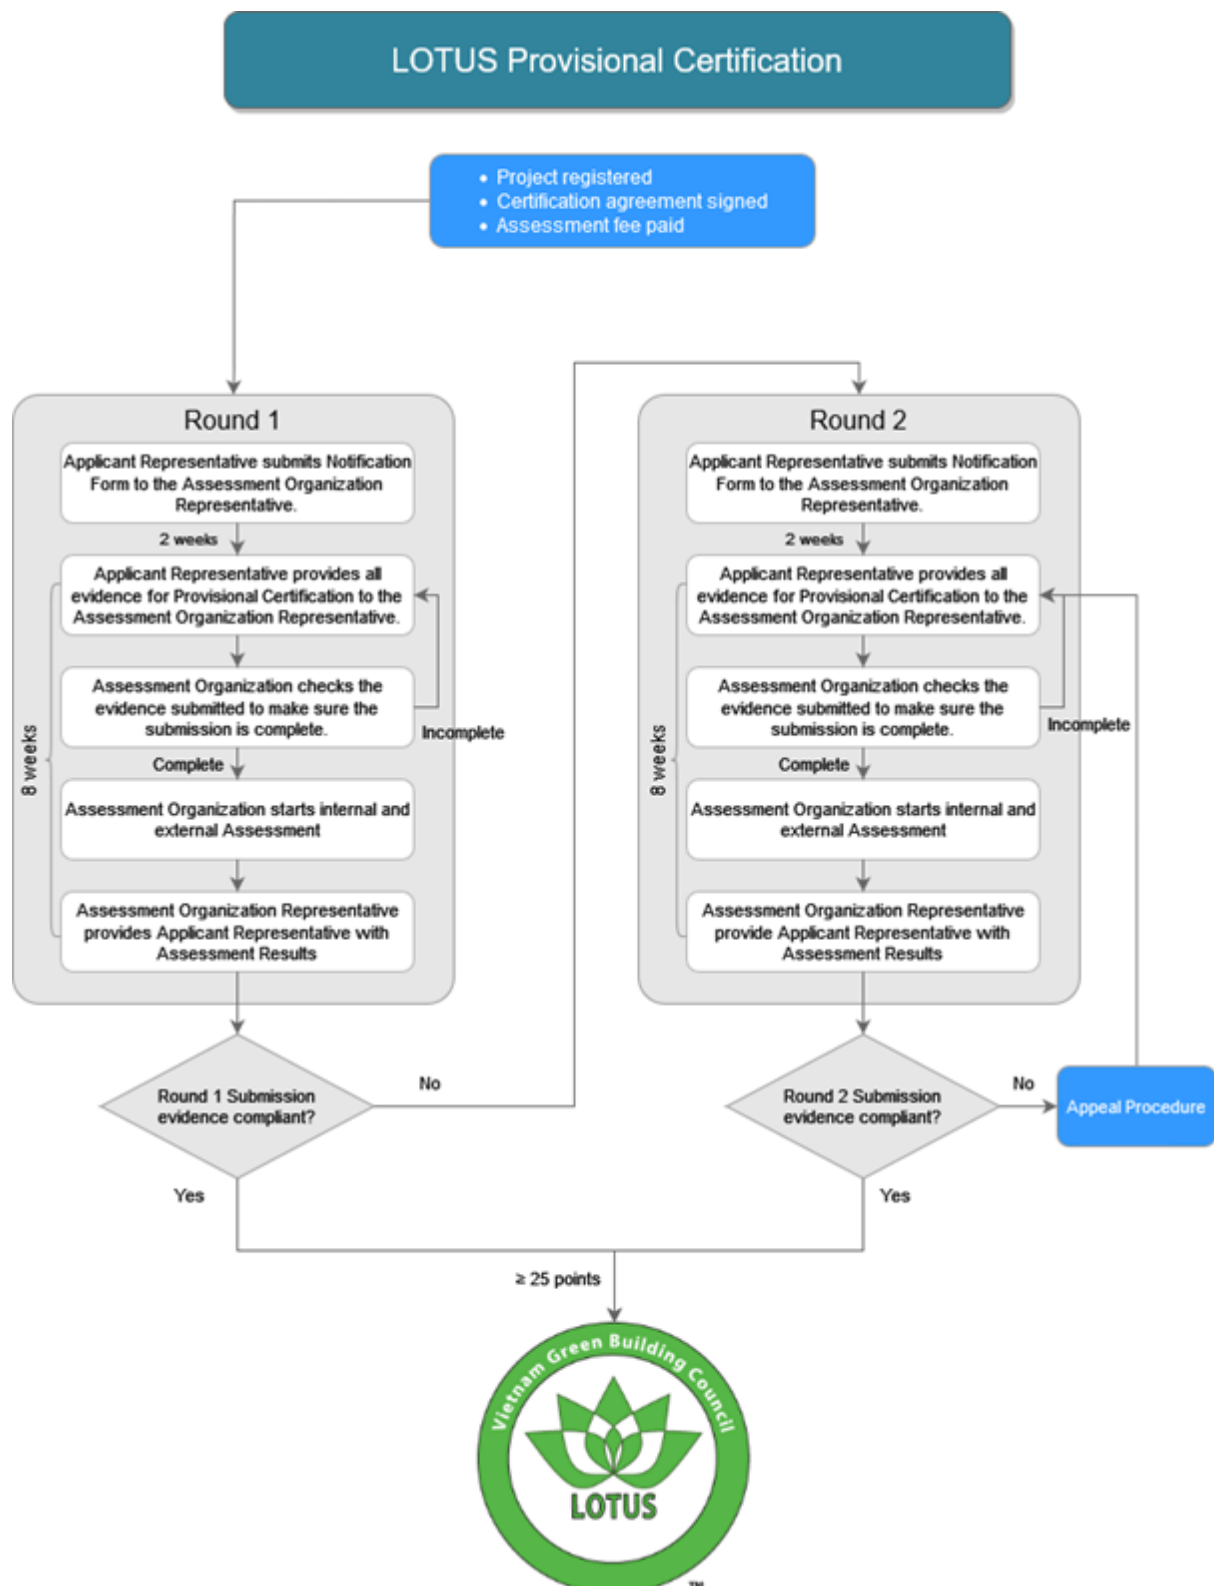 LOTUS Provisional Certification
• Project registered
• Certification agreement signed
• Assessment fee paid
Round 1
Applicant Representative submits Notification
Form to the Assessment Organization
Representative.
2 weeks
Applicant Representative provides all
evidence for Provisional Certification to the
Assessment Organization Representative.
Assessment Organization checks the
evidence submitted to make sure the
submission is complete.
Incomplete
Complete
8 weeks
Assessment Organization starts internal and
external Assessment
Assessment Organization Representative
provides Applicant Representative with
Assessment Results
Round 1 Submission
evidence compliant?
No
Yes
Round 2
Applicant Representative submits Notification
Form to the Assessment Organization
Representative.
2 weeks
Applicant Representative provides all
evidence for Provisional Certification to the
Assessment Organization Representative.
Assessment Organization checks the
evidence submitted to make sure the
submission is complete.
Incomplete
Complete
8 weeks
Assessment Organization starts internal and
external Assessment
Assessment Organization Representative
provide Applicant Representative with
Assessment Results
Round 2 Submission
evidence compliant?
No
Appeal Procedure
Yes
≥ 25 points
Vietnam Green Building Council
LOTUS
TM